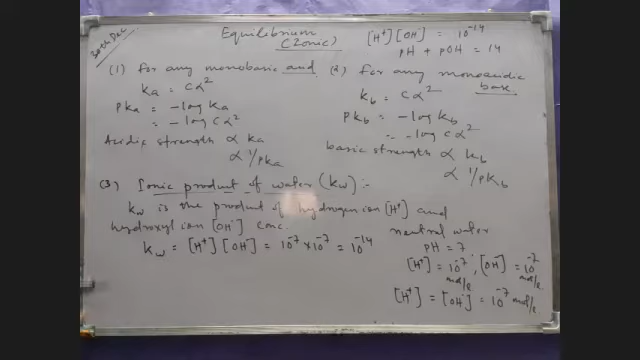 30th Dec
Equilibrium
(Ionic)
[H⁺] [OH⁻] = 10⁻¹⁴
pH + pOH = 14
(1) For any monobasic acid
Ka = Cα²
pKa = -log Ka
= -log Cα²
Acidic strength ∝ Ka
∝ 1/pKa
(2) For any monoacidic
base
Kb = Cα²
pKb = -log Kb
= -log Cα²
basic strength ∝ Kb
∝ 1/pKb
(3) Ionic product of water (Kw) :-
Kw is the product of hydrogen ion [H⁺] and
hydroxyl ion [OH⁻] Conc.
Kw = [H⁺] [OH⁻] = 10⁻⁷ × 10⁻⁷ = 10⁻¹⁴
neutral water
pH = 7
[H⁺] = 10⁻⁷ ; [OH⁻] = 10⁻⁷
mol/l mol/l
[H⁺] = [OH⁻] = 10⁻⁷ mol/l